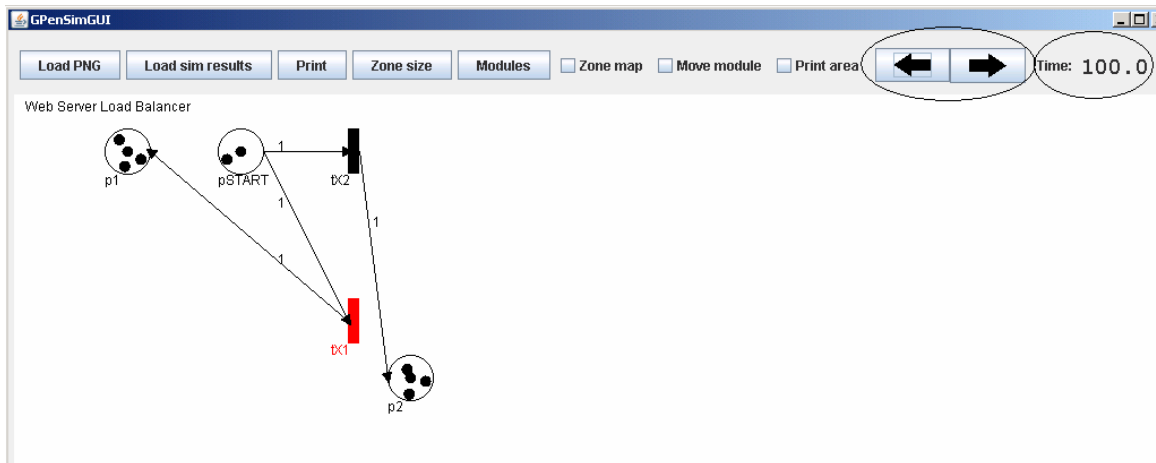 GPenSimGUI
Load PNG Load sim results Print Zone size Modules Zone map Move module Print area Time: 100.0
Web Server Load Balancer
1
p1 pSTART tX2
1
1
1
tX1
p2